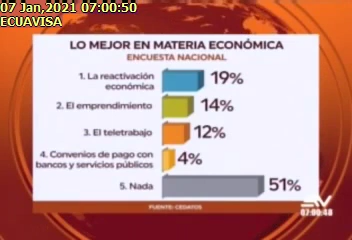 07 Jan,2021 07:00:50
ECUAVISA
LO MEJOR EN MATERIA ECONÓMICA
ENCUESTA NACIONAL
1. La reactivación
económica
19%
2. El emprendimiento
14%
3. El teletrabajo
12%
4. Convenios de pago con
bancos y servicios públicos
4%
5. Nada
51%
FUENTE: CEDATOS
07:00:48